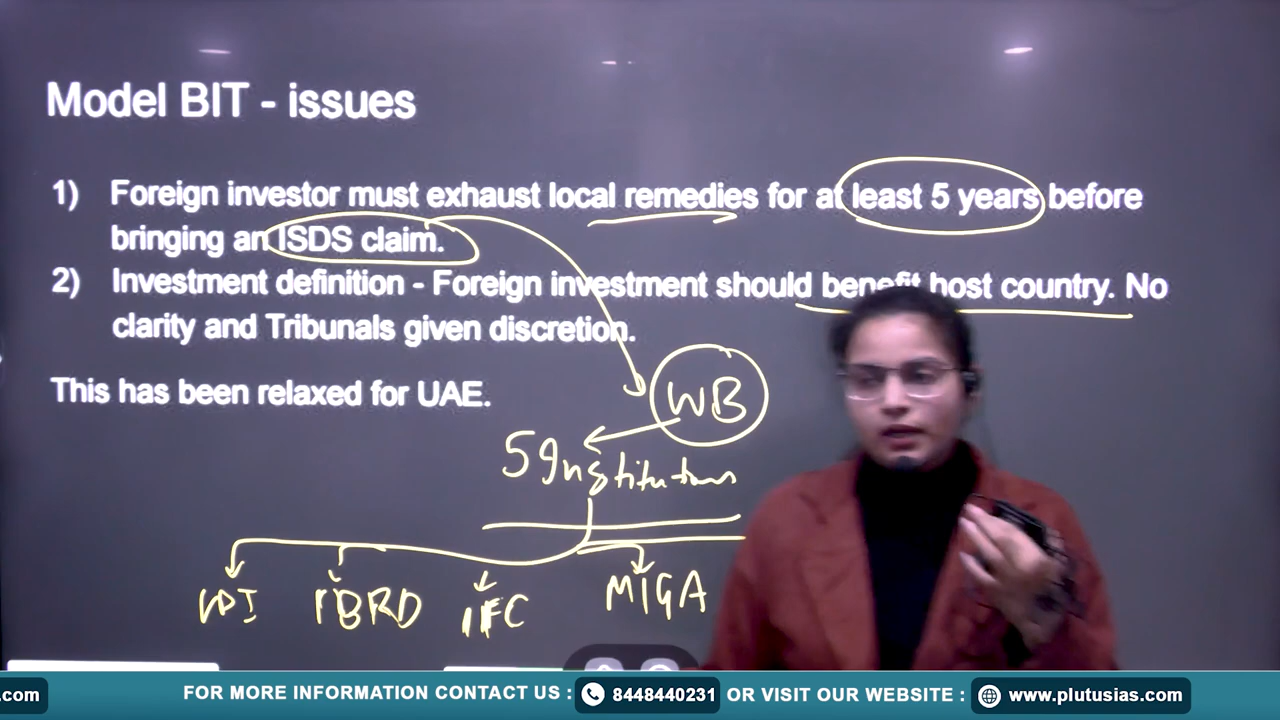 Model BIT - issues
1) Foreign investor must exhaust local remedies for at least 5 years before
bringing an ISDS claim.
2) Investment definition - Foreign investment should benefit host country. No
clarity and Tribunals given discretion.
This has been relaxed for UAE.
WB
5 Institutions
IBRD IFC MIGA
.com FOR MORE INFORMATION CONTACT US : 8448440231 OR VISIT OUR WEBSITE : www.plutusias.com